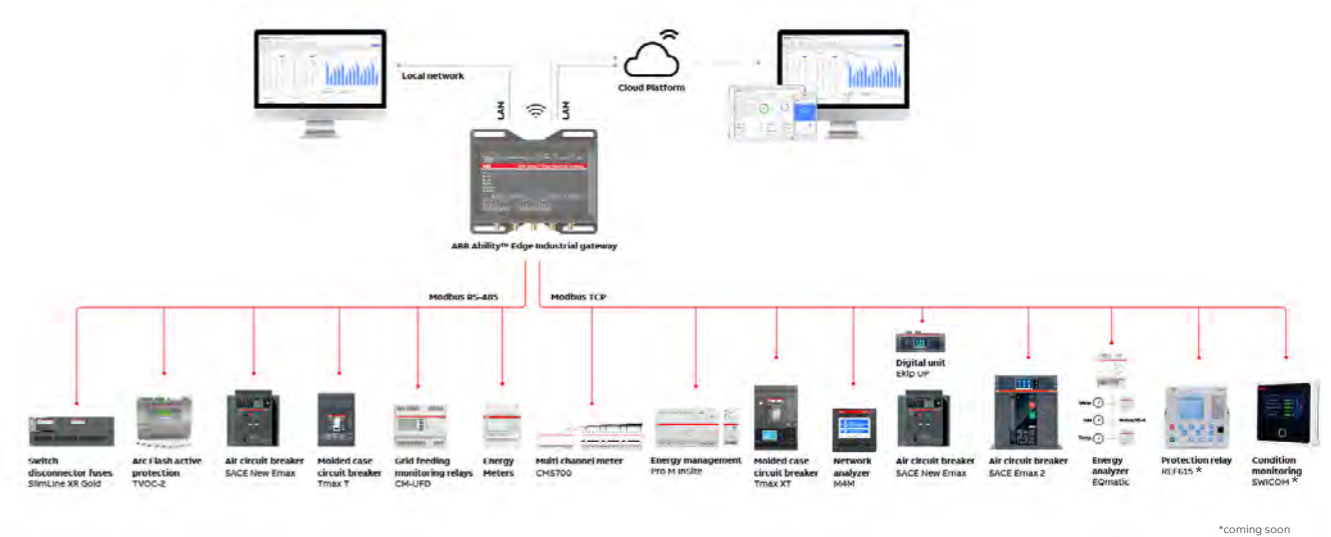 Local network
LAN
LAN
Cloud Platform
ABB Ability™ Edge Industrial gateway
Modbus RS-485
Modbus TCP
Digital unit
Ekip UP
Switch
disconnector fuses
SlimLine XR Gold
Arc Flash active
protection
TVOC-2
Air circuit breaker
SACE New Emax
Molded case
circuit breaker
Tmax T
Grid feeding
monitoring relays
CM-UFD
Energy
Meters
Multi channel meter
CMS700
Energy management
Pro M InSite
Molded case
circuit breaker
Tmax XT
Network
analyzer
M4M
Air circuit breaker
SACE New Emax
Air circuit breaker
SACE Emax 2
Energy
analyzer
EQmatic
Protection relay
REF615 *
Condition
monitoring
SWICOM *
*coming soon